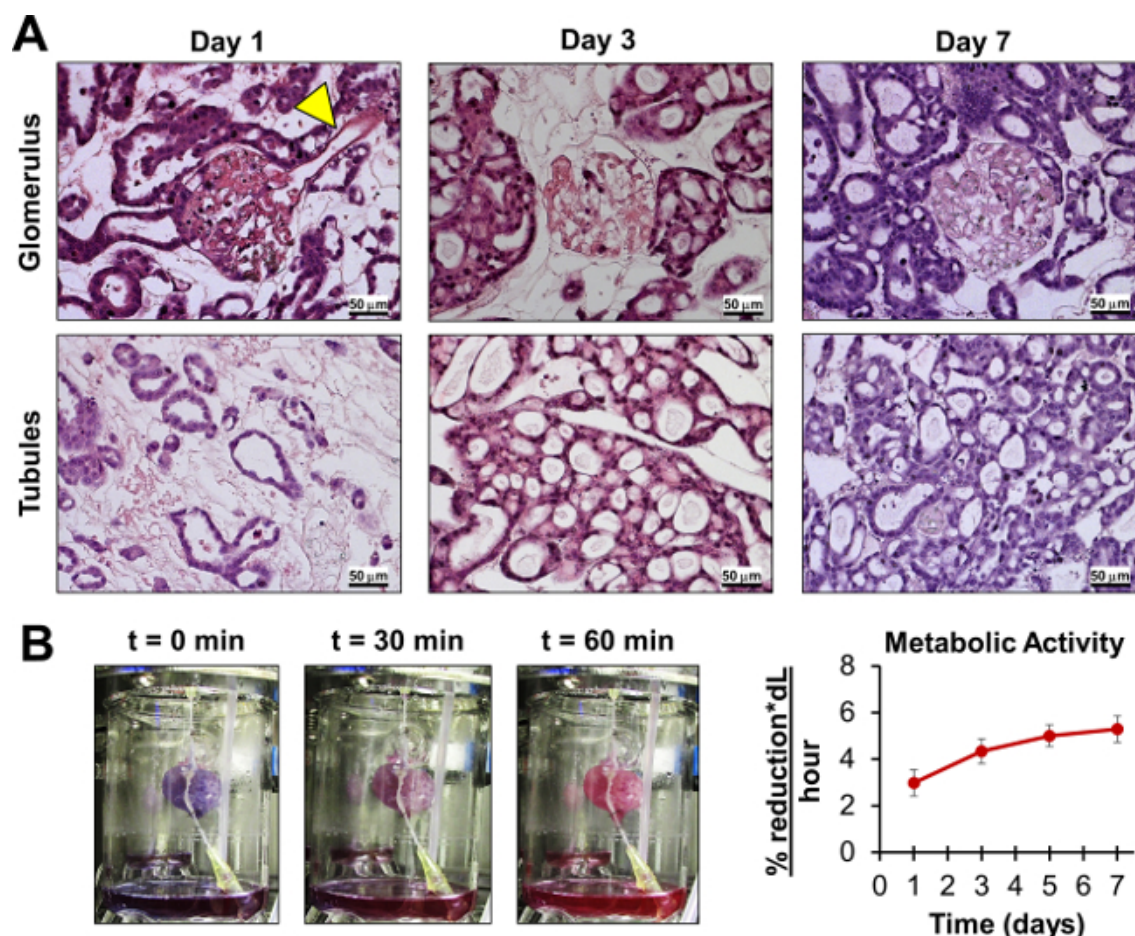 A
Day 1
Day 3
Day 7
Glomerulus
50 μm
50 μm
50 μm
Tubules
50 μm
50 μm
50 μm
B
t = 0 min
t = 30 min
t = 60 min
Metabolic Activity
% reduction*dL
hour
8
6
4
2
0
0 1 2 3 4 5 6 7
Time (days)